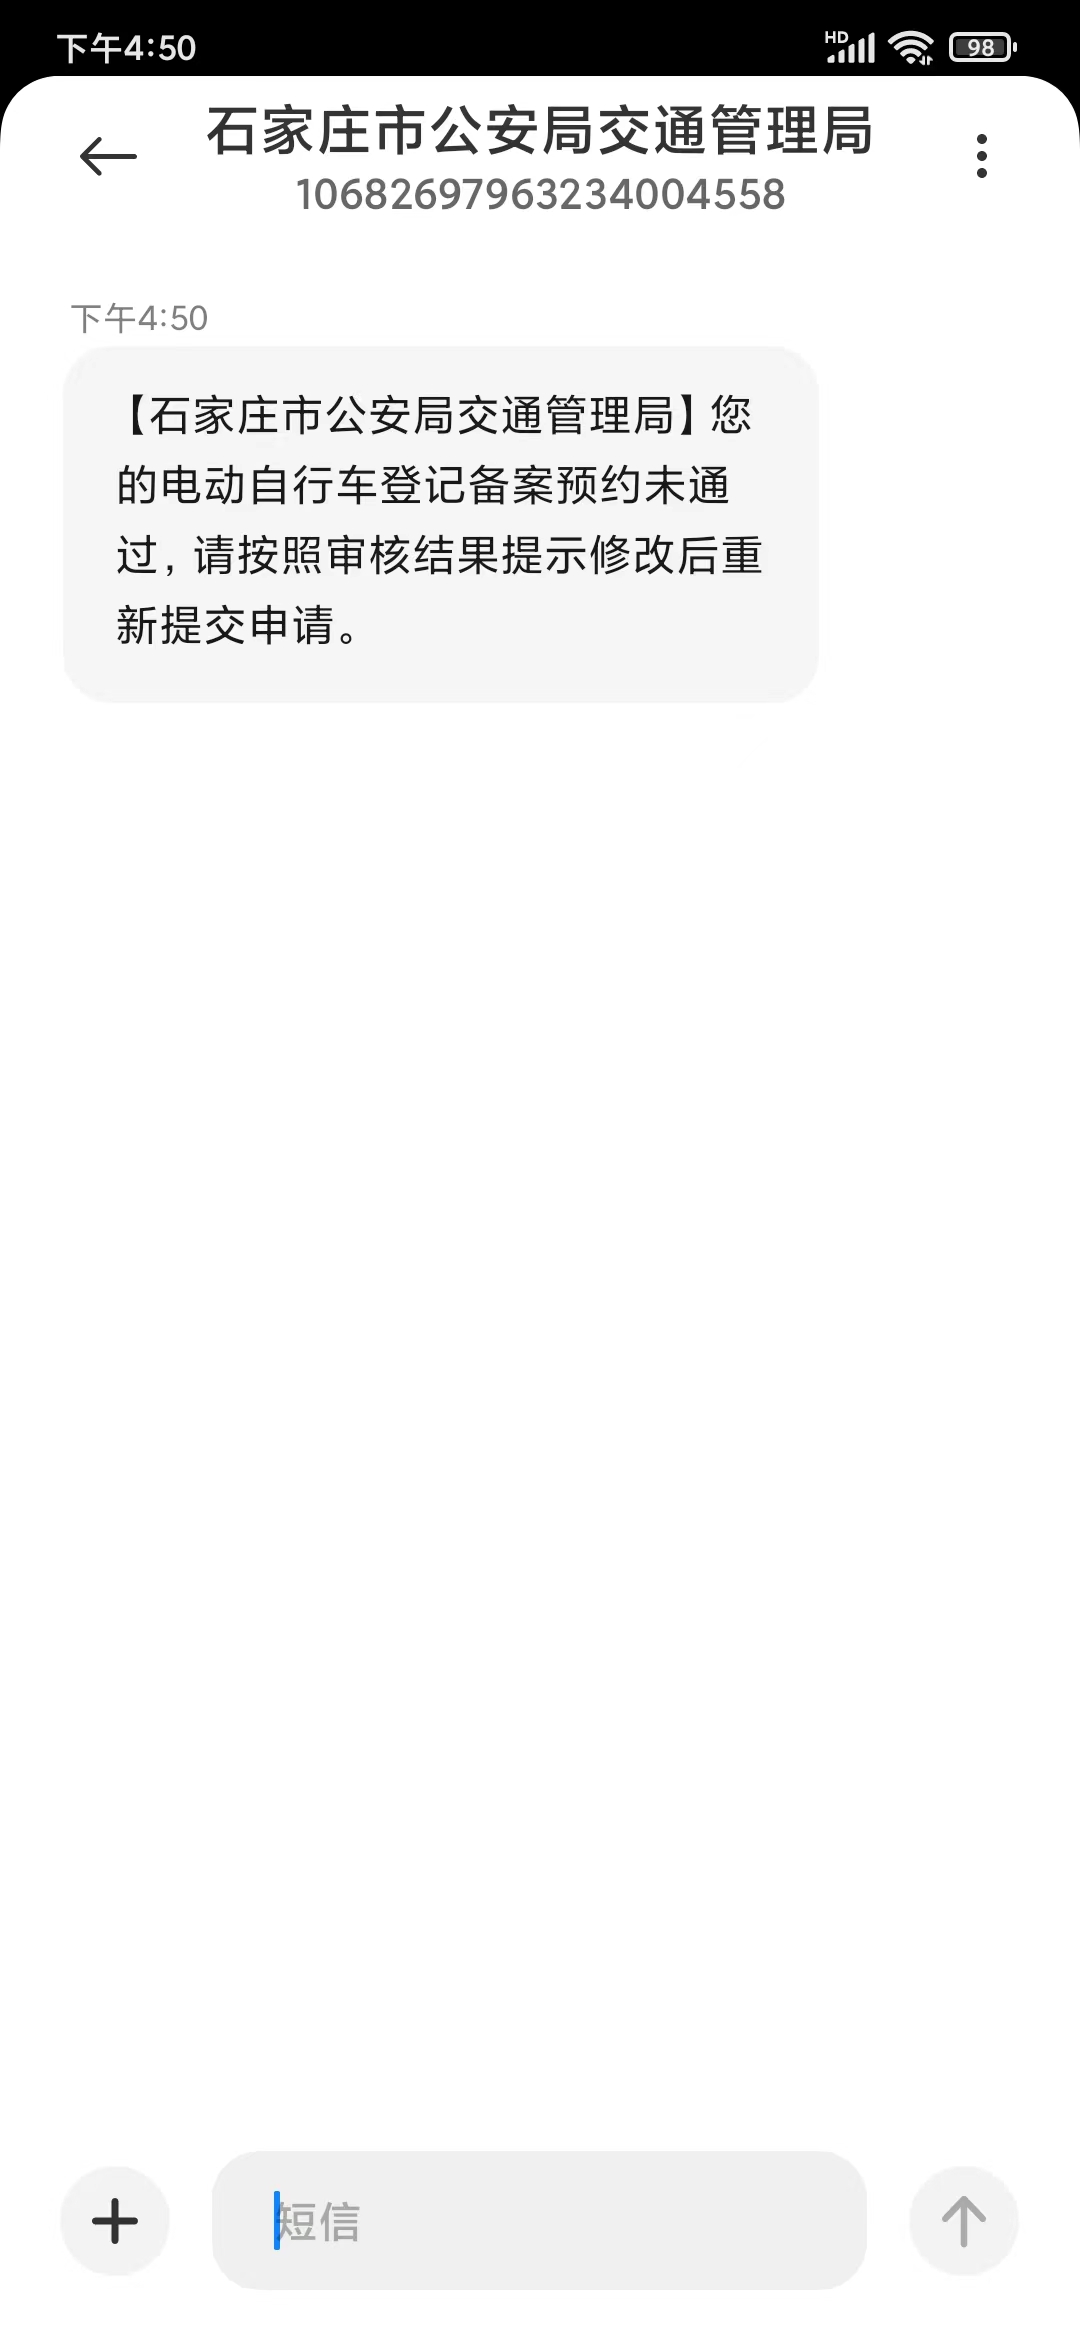 下午4:50
HD
98
石家庄市公安局交通管理局
10682697963234004558
下午4:50
【石家庄市公安局交通管理局】您
的电动自行车登记备案预约未通
过，请按照审核结果提示修改后重
新提交申请。
短信